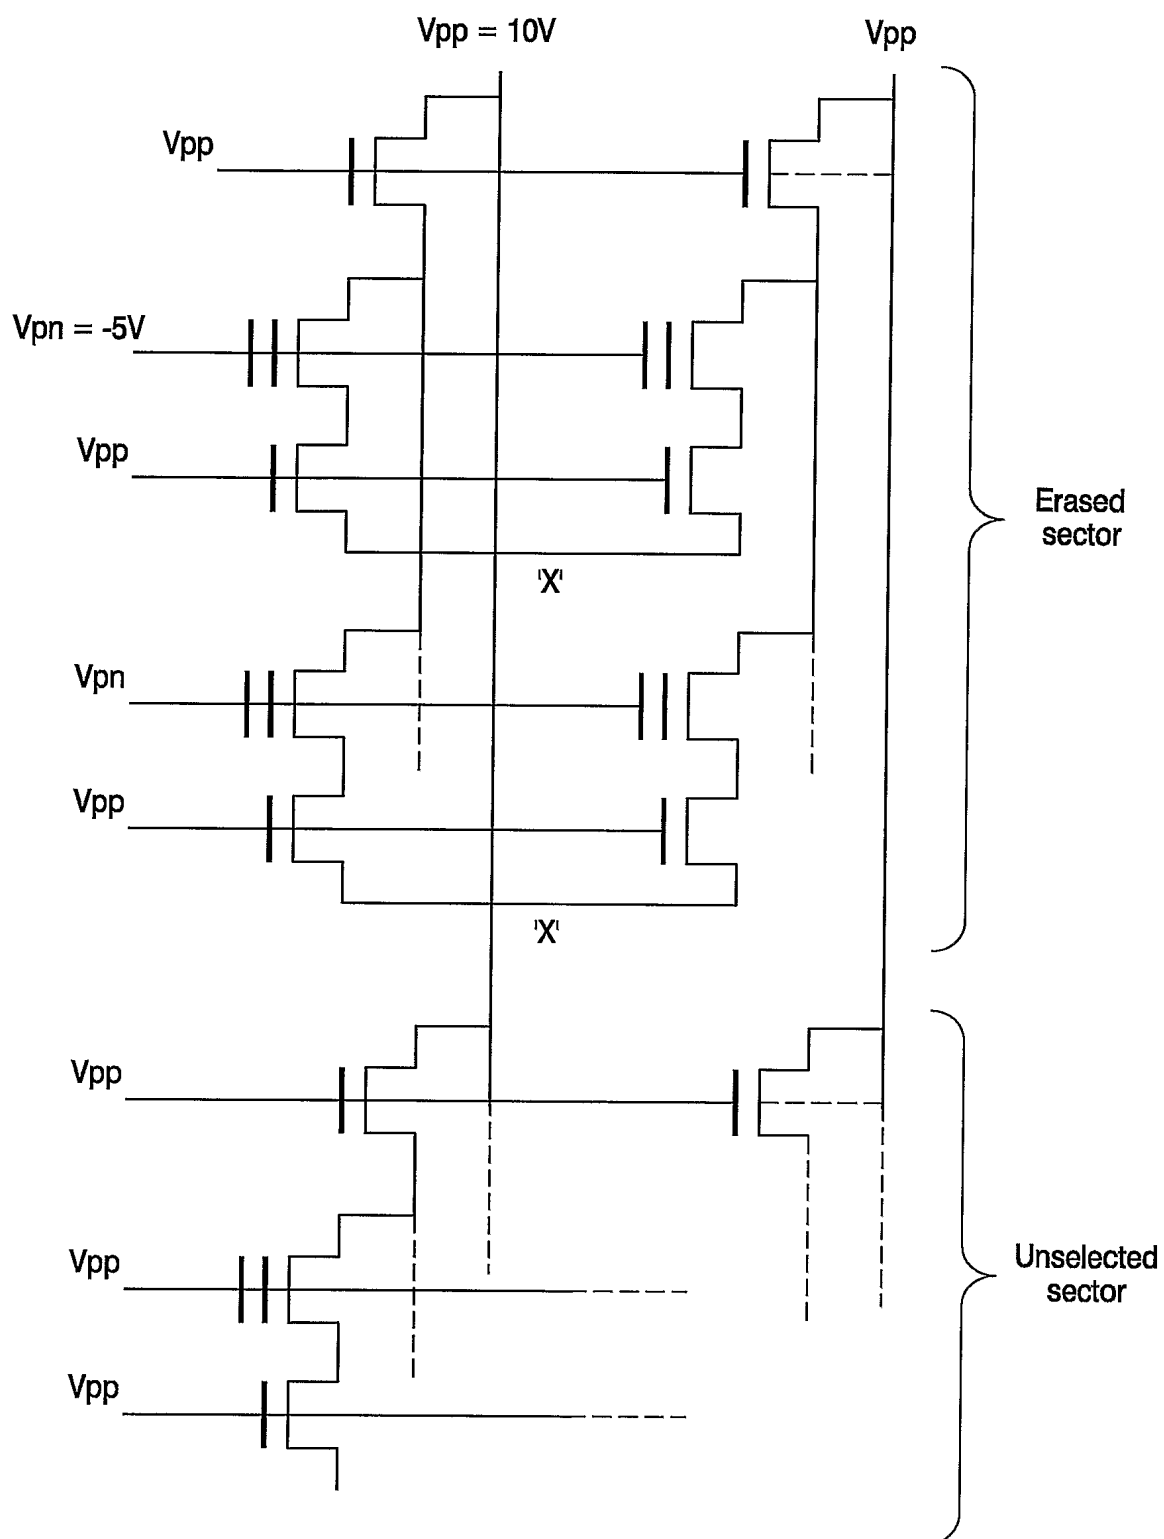 Vpp = 10V
Vpp
Vpp
Vpn = -5V
Vpp
Erased
sector
'X'
Vpn
Vpp
'X'
Vpp
Vpp
Unselected
sector
Vpp